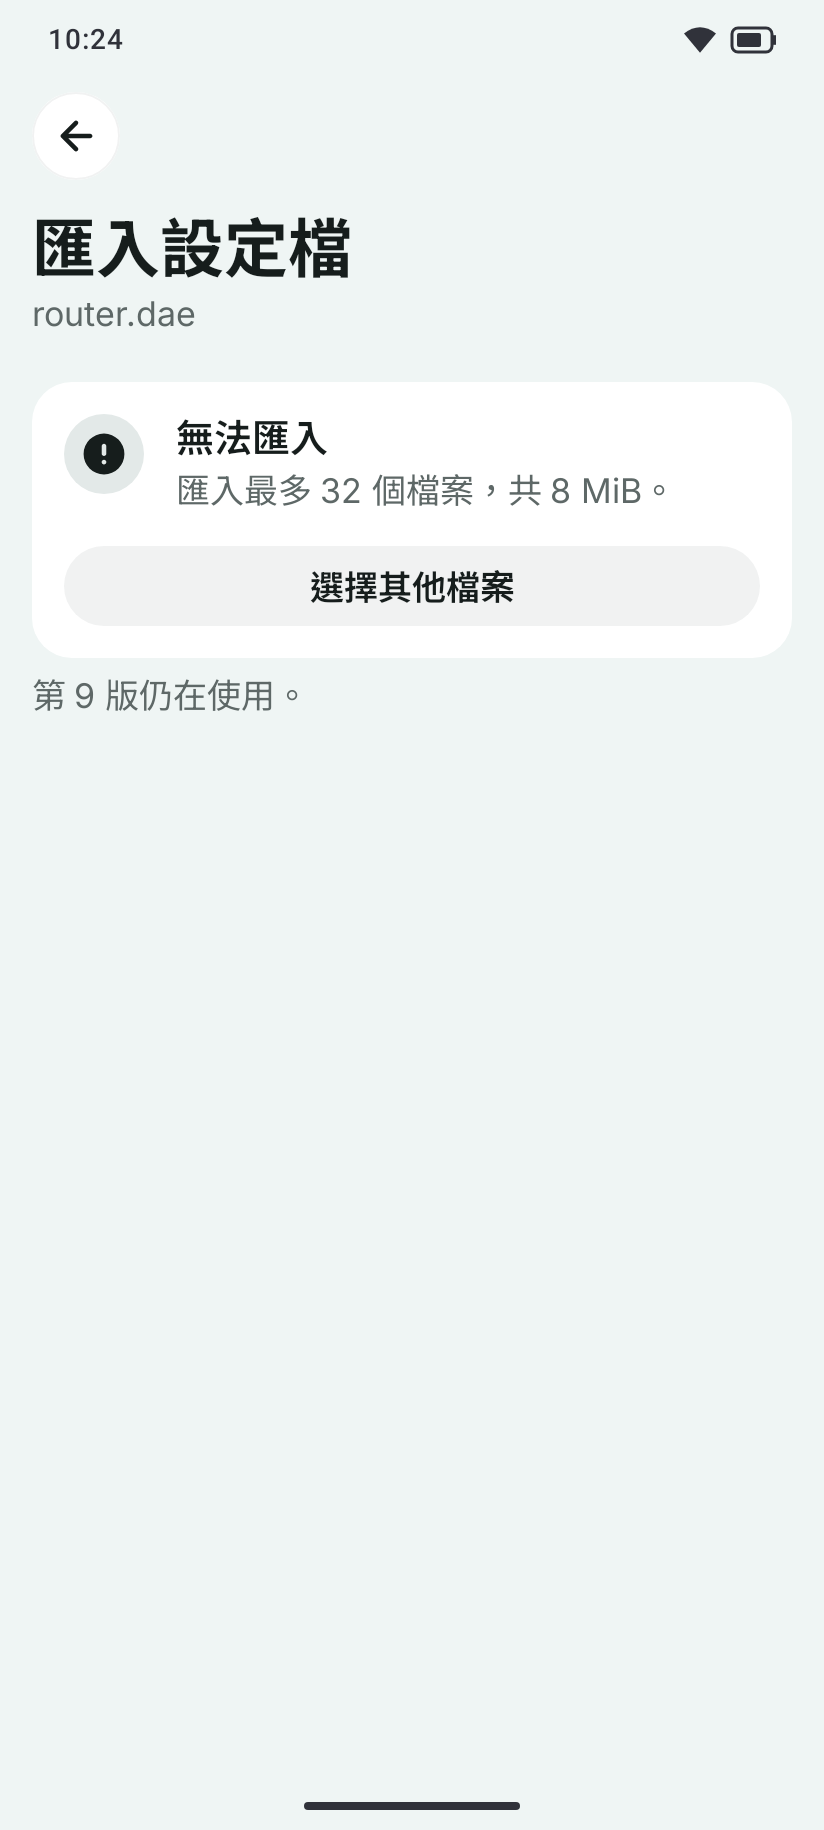 10:24
匯入設定檔
router.dae
無法匯入
匯入最多 32 個檔案，共 8 MiB。
選擇其他檔案
第 9 版仍在使用。